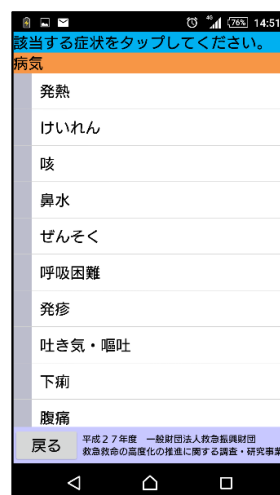 4G 76% 14:51
該当する症状をタップしてください。
病気
発熱
けいれん
咳
鼻水
ぜんそく
呼吸困難
発疹
吐き気・嘔吐
下痢
腹痛
戻る
平成27年度 一般財団法人救急振興財団
救急救命の高度化の推進に関する調査・研究事業